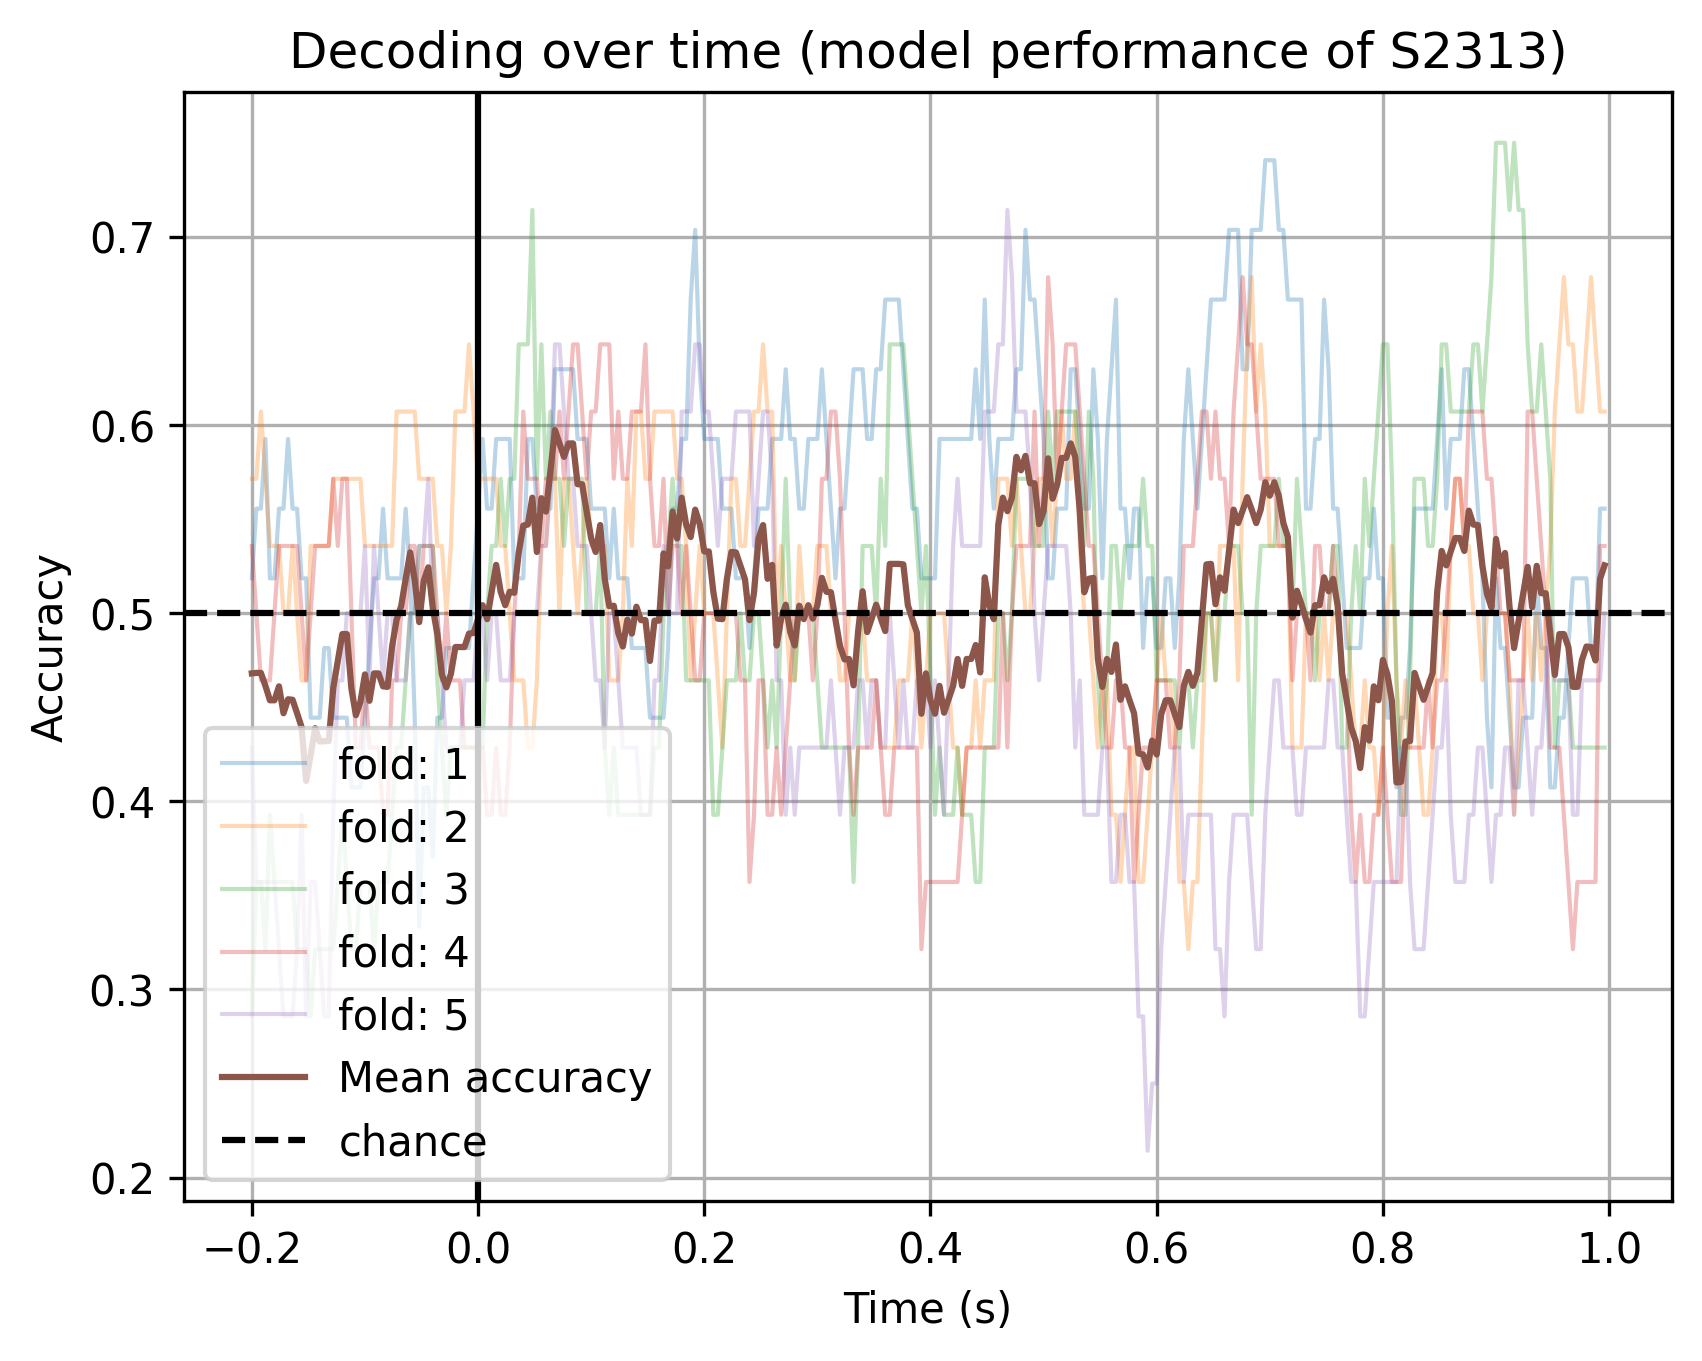 Decoding over time (model performance of S2313)
Accuracy
0.7
0.6
0.5
0.4
0.3
0.2
fold: 1
fold: 2
fold: 3
fold: 4
fold: 5
Mean accuracy
chance
−0.2 0.0 0.2 0.4 0.6 0.8 1.0
Time (s)